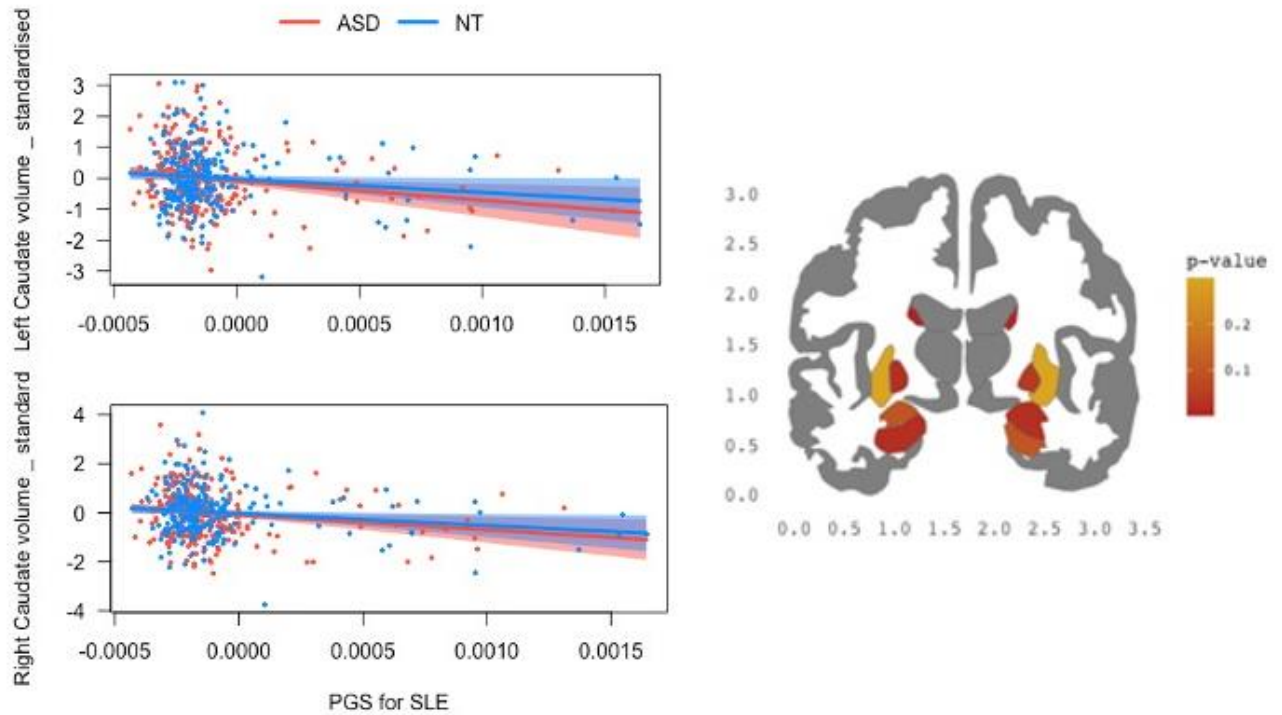 ASD NT
Left Caudate volume _ standardised
3
2
1
0
-1
-2
-3
-0.0005 0.0000 0.0005 0.0010 0.0015
Right Caudate volume _ standard
4
2
0
-2
-4
-0.0005 0.0000 0.0005 0.0010 0.0015
PGS for SLE
3.0
2.5
2.0
1.5
1.0
0.5
0.0
0.0 0.5 1.0 1.5 2.0 2.5 3.0 3.5
p-value
0.2
0.1